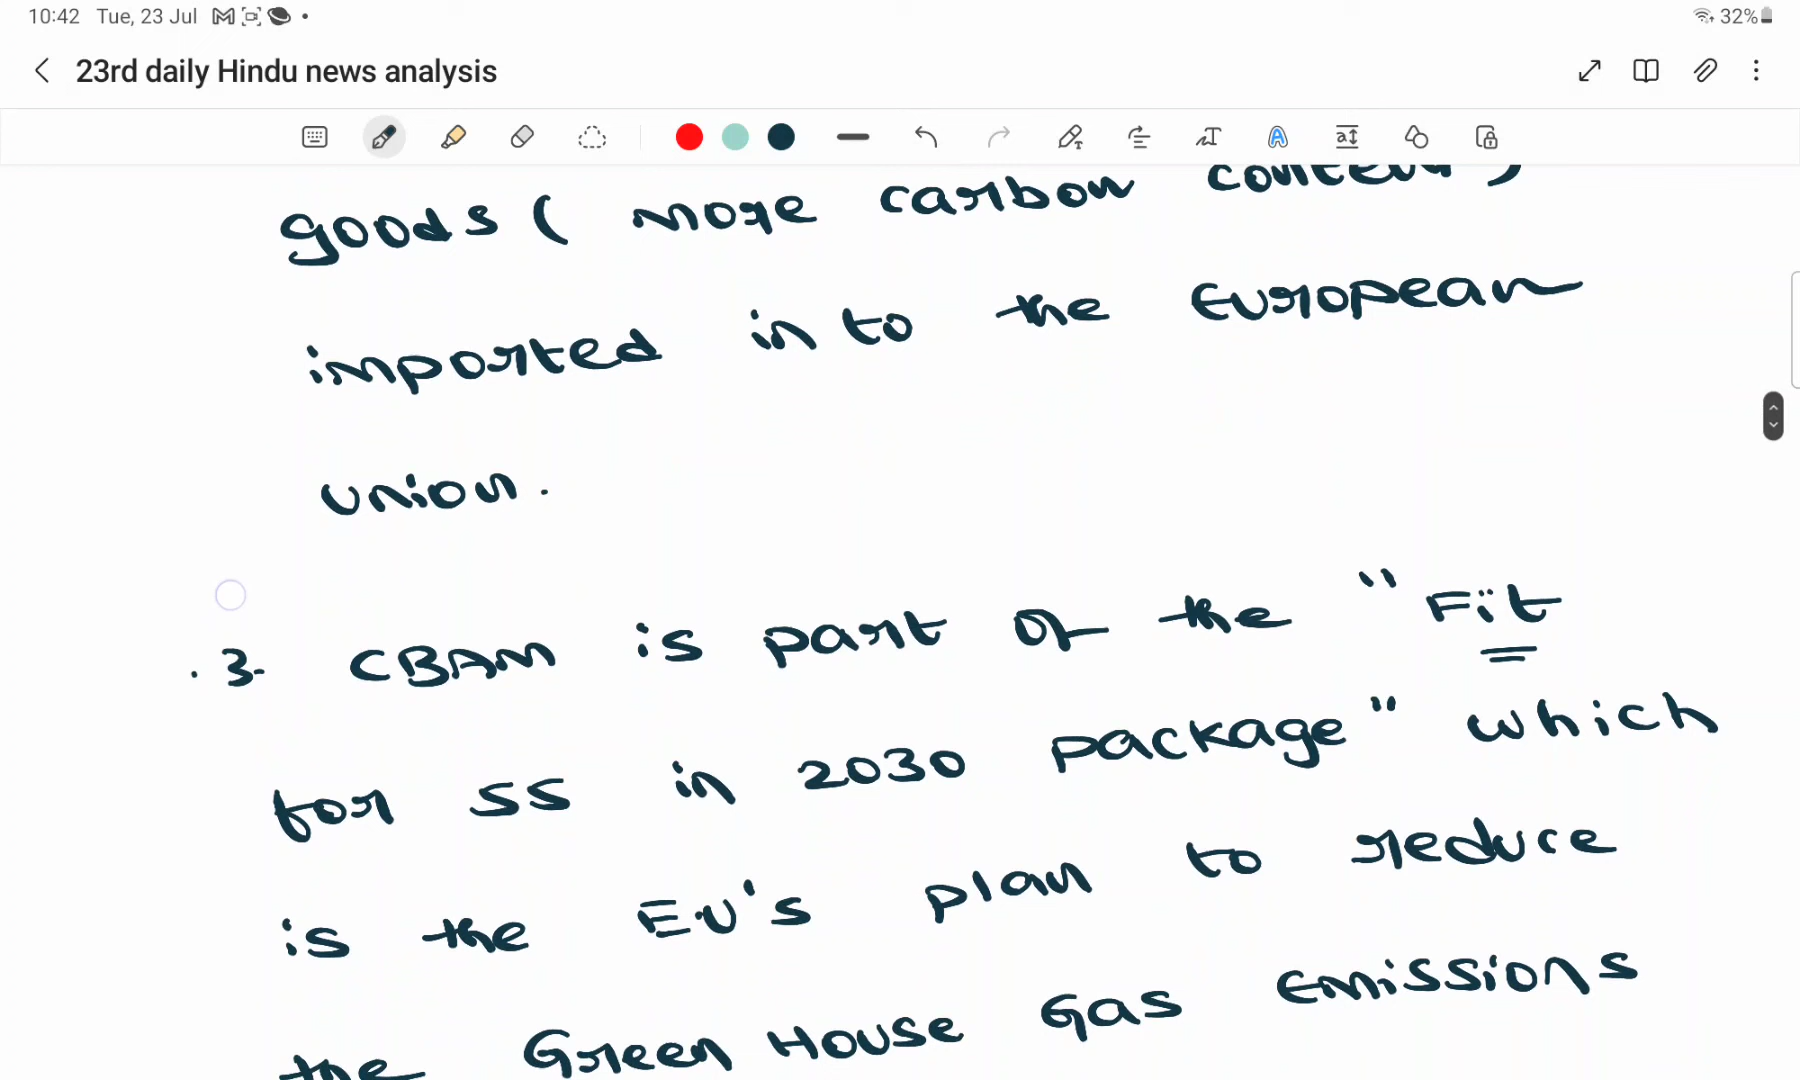 10:42 Tue, 23 Jul 32%
23rd daily Hindu news analysis
goods ( more carbon content )
imported in to the European
union.
3. CBAM is part of the "Fit
for 55 in 2030 package" which
is the E.U's plan to reduce
the Green House Gas Emissions